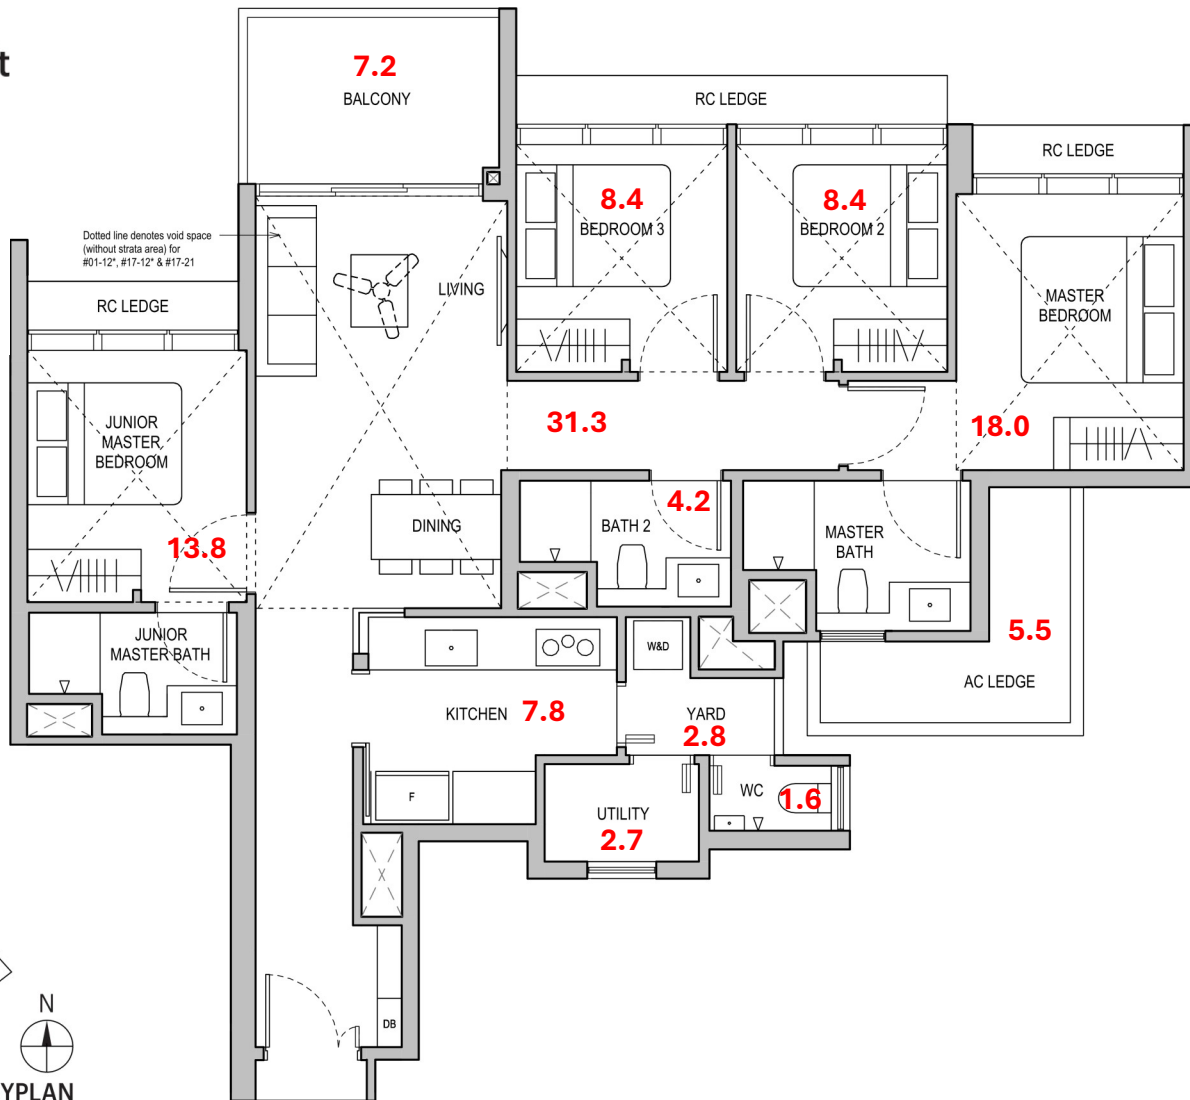 t
7.2
BALCONY
RC LEDGE
RC LEDGE
8.4
BEDROOM 3
8.4
BEDROOM 2
Dotted line denotes void space
(without strata area) for
#01-12*, #17-12* & #17-21
LIVING
RC LEDGE
MASTER
BEDROOM
JUNIOR
MASTER
BEDROOM
31.3
18.0
13.8
DINING
BATH 2
4.2
MASTER
BATH
JUNIOR
MASTER BATH
W&D
5.5
AC LEDGE
KITCHEN
7.8
YARD
2.8
F
UTILITY
2.7
WC
1.6
DB
N
YPLAN